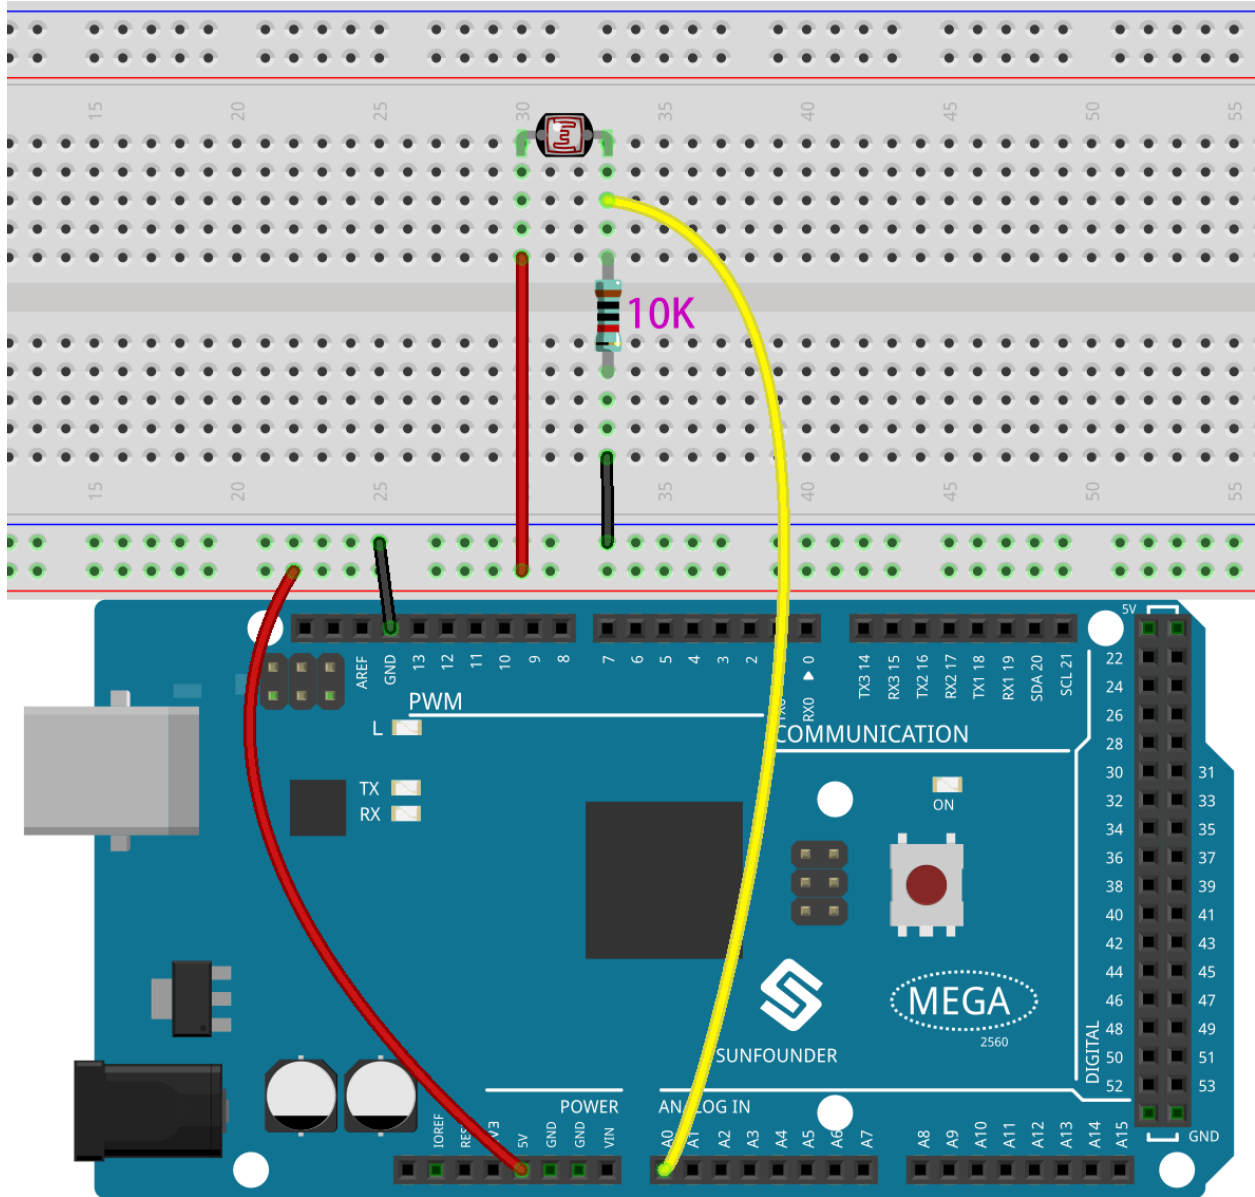 15 20 25 30 35 40 45 50 55
10K
15 20 25 35 40 45 50 55
5V
AREF GND 13 12 11 10 9 8 7 6 5 4 3 2 TX0 RX0 ▶ 0 TX3 14 RX3 15 TX2 16 RX2 17 TX1 18 RX1 19 SDA 20 SCL 21
22
24
26
28
30 31
32 33
34 35
36 37
38 39
40 41
42 43
44 45
46 47
48 49
50 51
52 53
PWM
L
COMMUNICATION
TX
RX
ON
MEGA
2560
SUNFOUNDER
DIGITAL
POWER
ANALOG IN
IOREF 5V GND GND VIN A0 A1 A2 A3 A4 A5 A6 A7 A8 A9 A10 A11 A12 A13 A14 A15
GND